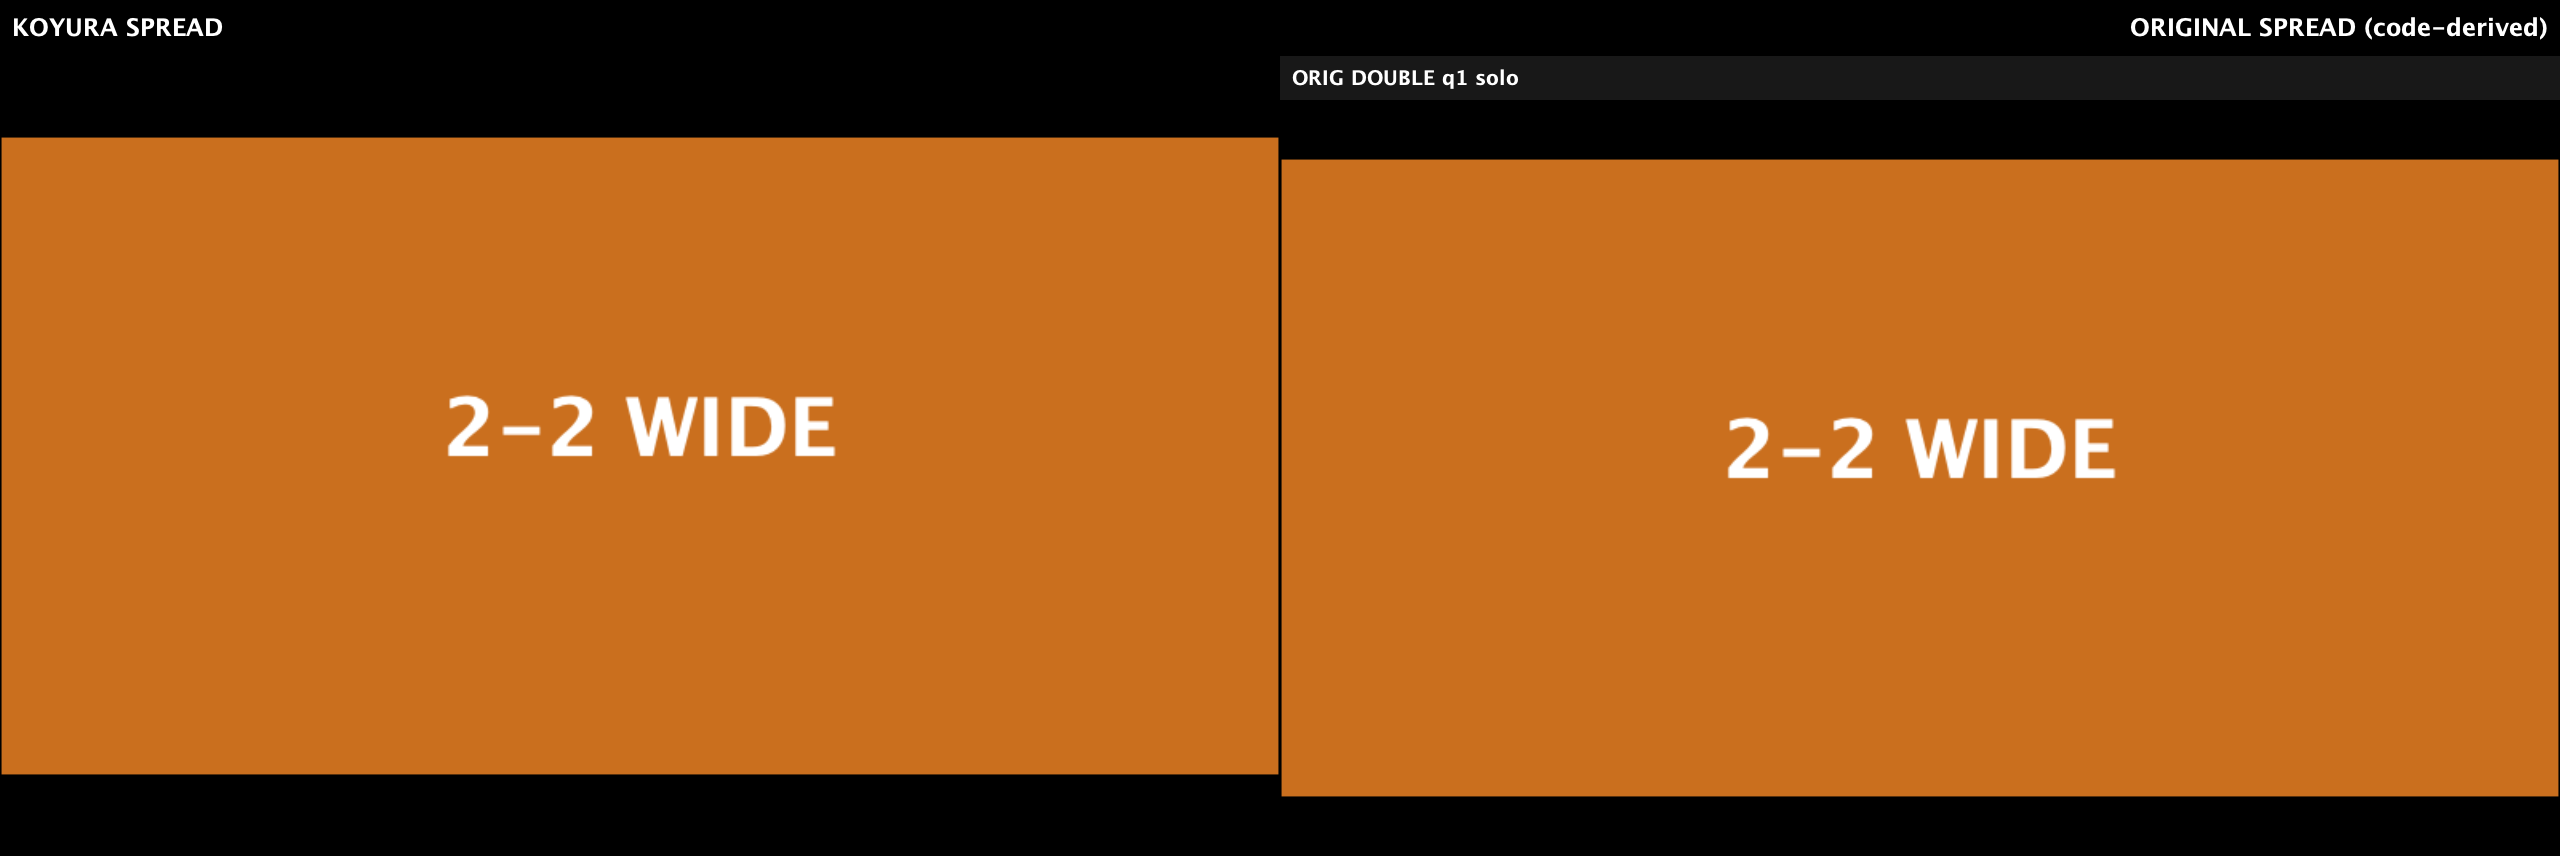 KOYURA SPREAD
ORIGINAL SPREAD (code-derived)
ORIG DOUBLE q1 solo
2-2 WIDE
2-2 WIDE